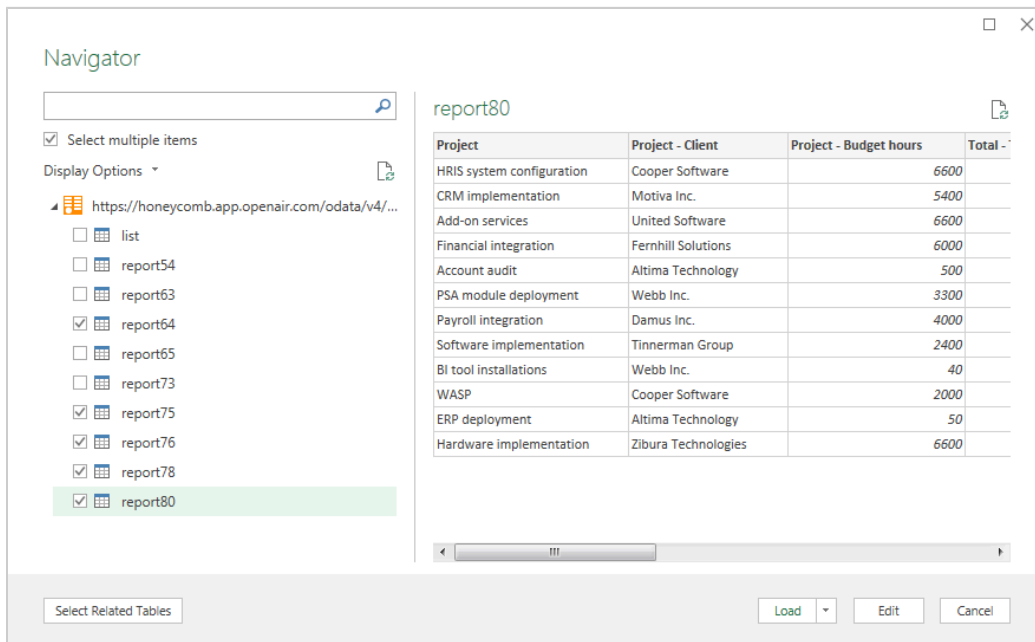 Navigator
Select multiple items
Display Options
https://honeycomb.app.openair.com/odata/v4/...
list
report54
report63
report64
report65
report73
report75
report76
report78
report80
report80
Project Project - Client Project - Budget hours Total -
HRIS system configuration Cooper Software 6600
CRM implementation Motiva Inc. 5400
Add-on services United Software 6600
Financial integration Fernhill Solutions 6000
Account audit Altima Technology 500
PSA module deployment Webb Inc. 3300
Payroll integration Damus Inc. 4000
Software implementation Tinnerman Group 2400
BI tool installations Webb Inc. 40
WASP Cooper Software 2000
ERP deployment Altima Technology 50
Hardware implementation Zibura Technologies 6600
Select Related Tables Load Edit Cancel